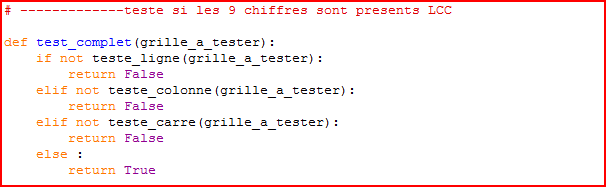 # -------------teste si les 9 chiffres sont presents LCC
def test_complet(grille_a_tester):
    if not teste_ligne(grille_a_tester):
        return False
    elif not teste_colonne(grille_a_tester):
        return False
    elif not teste_carre(grille_a_tester):
        return False
    else :
        return True